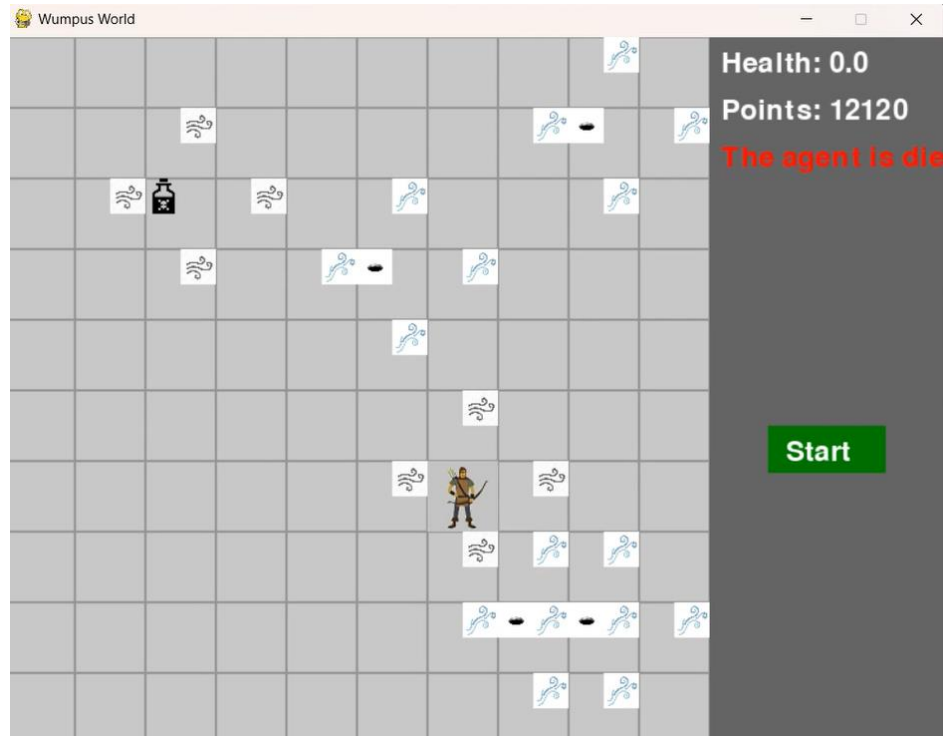 Wumpus World
Health: 0.0
Points: 12120
The agent is die
Start